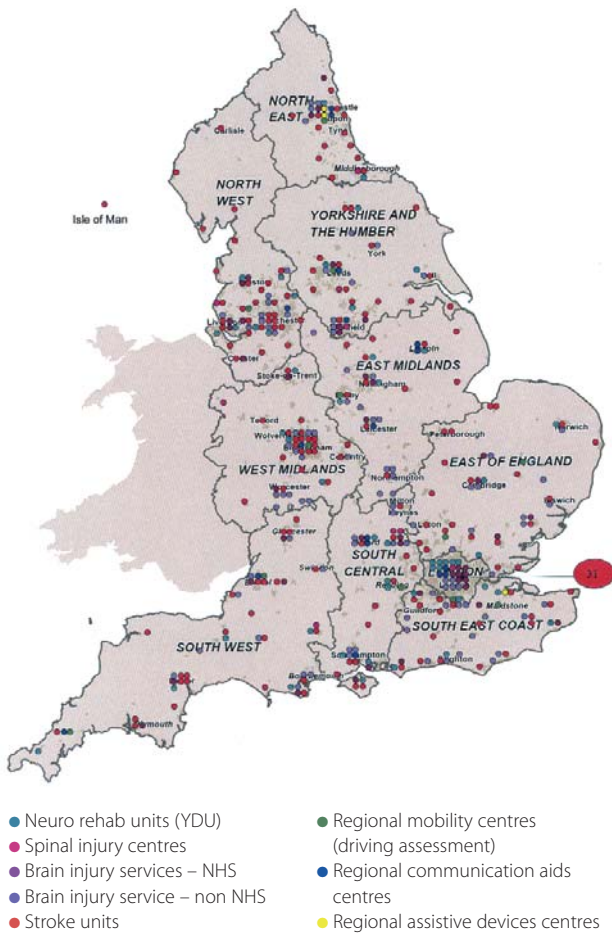 NORTH
EAST
Tyne
Carlisle
Middlesborough
NORTH
WEST
Isle of Man
YORKSHIRE AND
THE HUMBER
York
Leeds
EAST MIDLANDS
Stoke-on-Trent
Telford
WEST MIDLANDS
Coventry
Worcester
Leicester
Peterborough
Norwich
EAST OF ENGLAND
Northampton
Milton
Keynes
Cambridge
Ipswich
Gloucester
Luton
SOUTH
CENTRAL
Swindon
31
Guildford
Maidstone
SOUTH EAST COAST
SOUTH WEST
Neuro rehab units (YDU)
Spinal injury centres
Brain injury services – NHS
Brain injury service – non NHS
Stroke units
Regional mobility centres
(driving assessment)
Regional communication aids
centres
Regional assistive devices centres